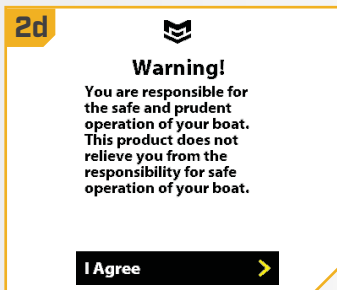 2d
Warning!
You are responsible for
the safe and prudent
operation of your boat.
This product does not
relieve you from the
responsibility for safe
operation of your boat.
I Agree